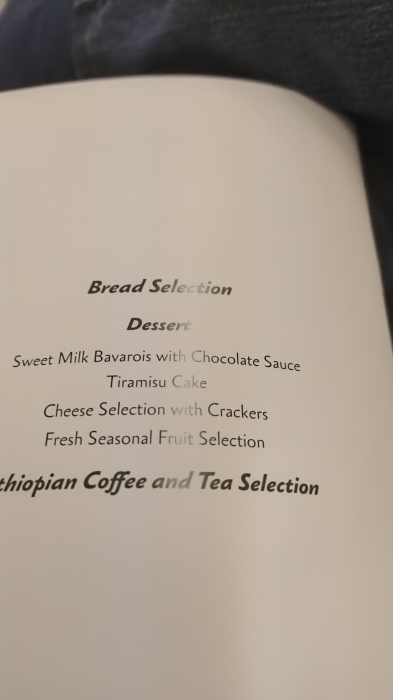 Bread Selection
Dessert
Sweet Milk Bavarois with Chocolate Sauce
Tiramisu Cake
Cheese Selection with Crackers
Fresh Seasonal Fruit Selection
thiopian Coffee and Tea Selection